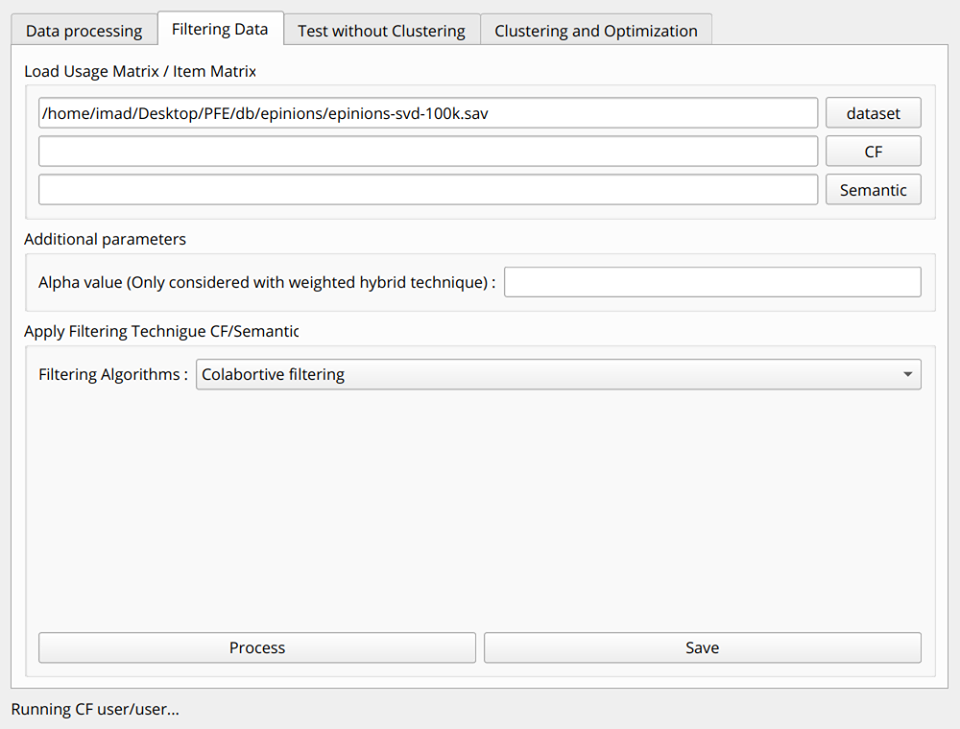 Data processing Filtering Data Test without Clustering Clustering and Optimization
Load Usage Matrix / Item Matrix
/home/imad/Desktop/PFE/db/epinions/epinions-svd-100k.sav dataset
CF
Semantic
Additional parameters
Alpha value (Only considered with weighted hybrid technique) :
Apply Filtering Technigue CF/Semantic
Filtering Algorithms : Colabortive filtering
Process Save
Running CF user/user...